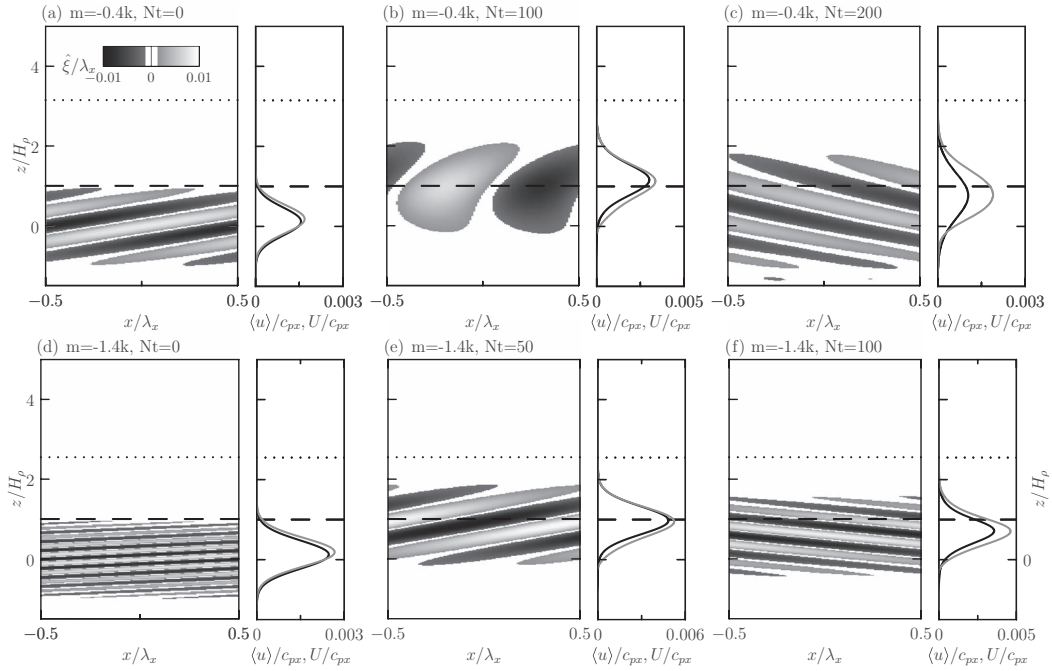 (a) m=-0.4k, Nt=0
(b) m=-0.4k, Nt=100
(c) m=-0.4k, Nt=200
ξ̂/λx
−0.01 0 0.01
z/Hρ
4
2
0
−0.5 0.5 0 0.003
−0.5 0.5 0 0.005
−0.5 0.5 0 0.003
x/λx ⟨u⟩/cpx, U/cpx
x/λx ⟨u⟩/cpx, U/cpx
x/λx ⟨u⟩/cpx, U/cpx
(d) m=-1.4k, Nt=0
(e) m=-1.4k, Nt=50
(f) m=-1.4k, Nt=100
z/Hρ
4
2
0
z/Hρ
0
-0.5 0.5 0 0.003
-0.5 0.5 0 0.006
-0.5 0.5 0 0.005
x/λx ⟨u⟩/cpx, U/cpx
x/λx ⟨u⟩/cpx, U/cpx
x/λx ⟨u⟩/cpx, U/cpx